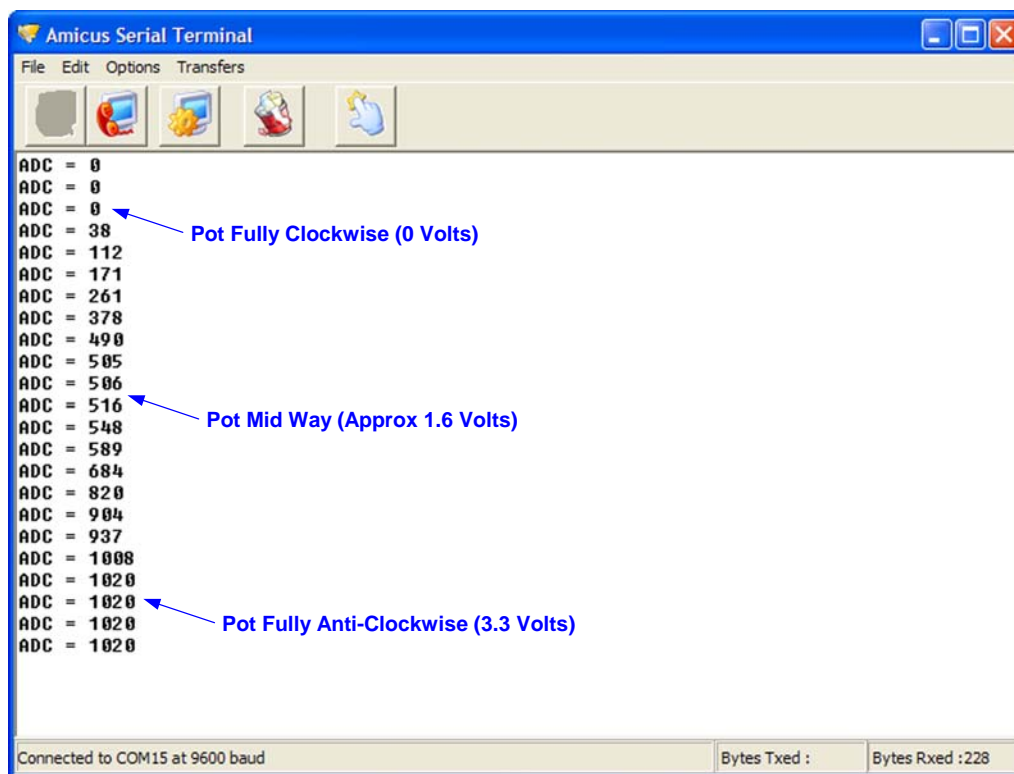 Amicus Serial Terminal
File Edit Options Transfers
ADC = 0
ADC = 0
ADC = 0
Pot Fully Clockwise (0 Volts)
ADC = 38
ADC = 112
ADC = 171
ADC = 261
ADC = 378
ADC = 490
ADC = 505
ADC = 506
ADC = 516
Pot Mid Way (Approx 1.6 Volts)
ADC = 548
ADC = 589
ADC = 684
ADC = 820
ADC = 904
ADC = 937
ADC = 1008
ADC = 1020
ADC = 1020
Pot Fully Anti-Clockwise (3.3 Volts)
ADC = 1020
ADC = 1020
Connected to COM15 at 9600 baud
Bytes Txed :
Bytes Rxed :228